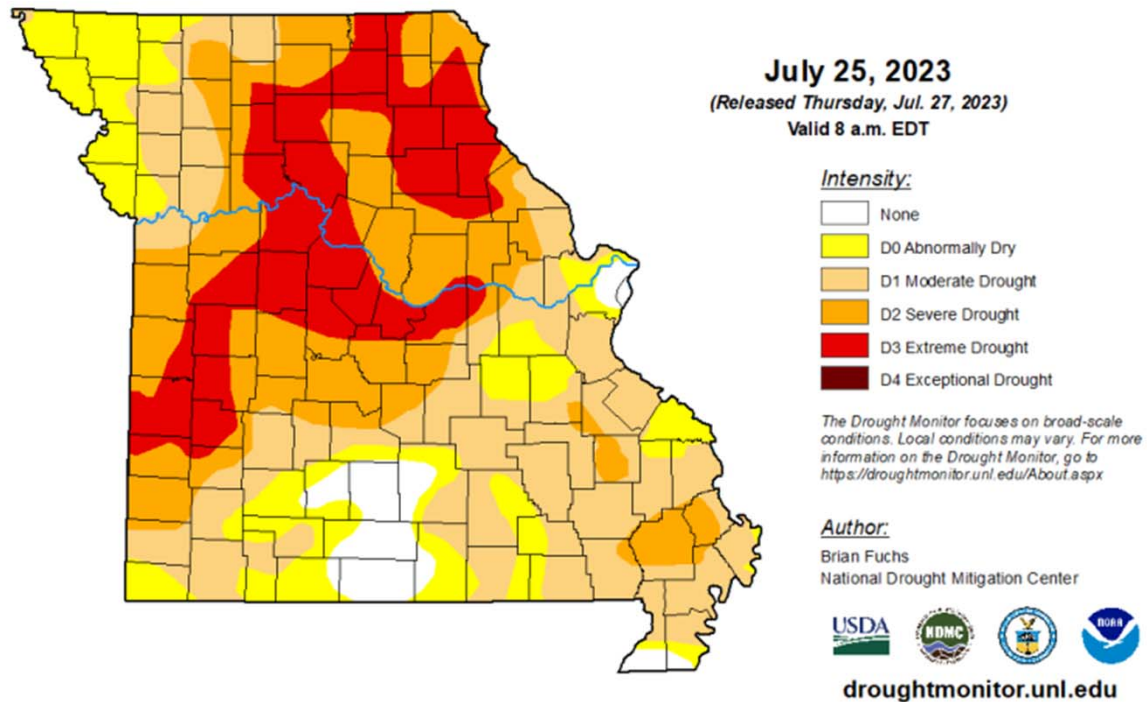 July 25, 2023
(Released Thursday, Jul. 27, 2023)
Valid 8 a.m. EDT
Intensity:
None
D0 Abnormally Dry
D1 Moderate Drought
D2 Severe Drought
D3 Extreme Drought
D4 Exceptional Drought
The Drought Monitor focuses on broad-scale
conditions. Local conditions may vary. For more
information on the Drought Monitor, go to
https://droughtmonitor.unl.edu/About.aspx
Author:
Brian Fuchs
National Drought Mitigation Center
USDA
NDMC
NOAA
droughtmonitor.unl.edu